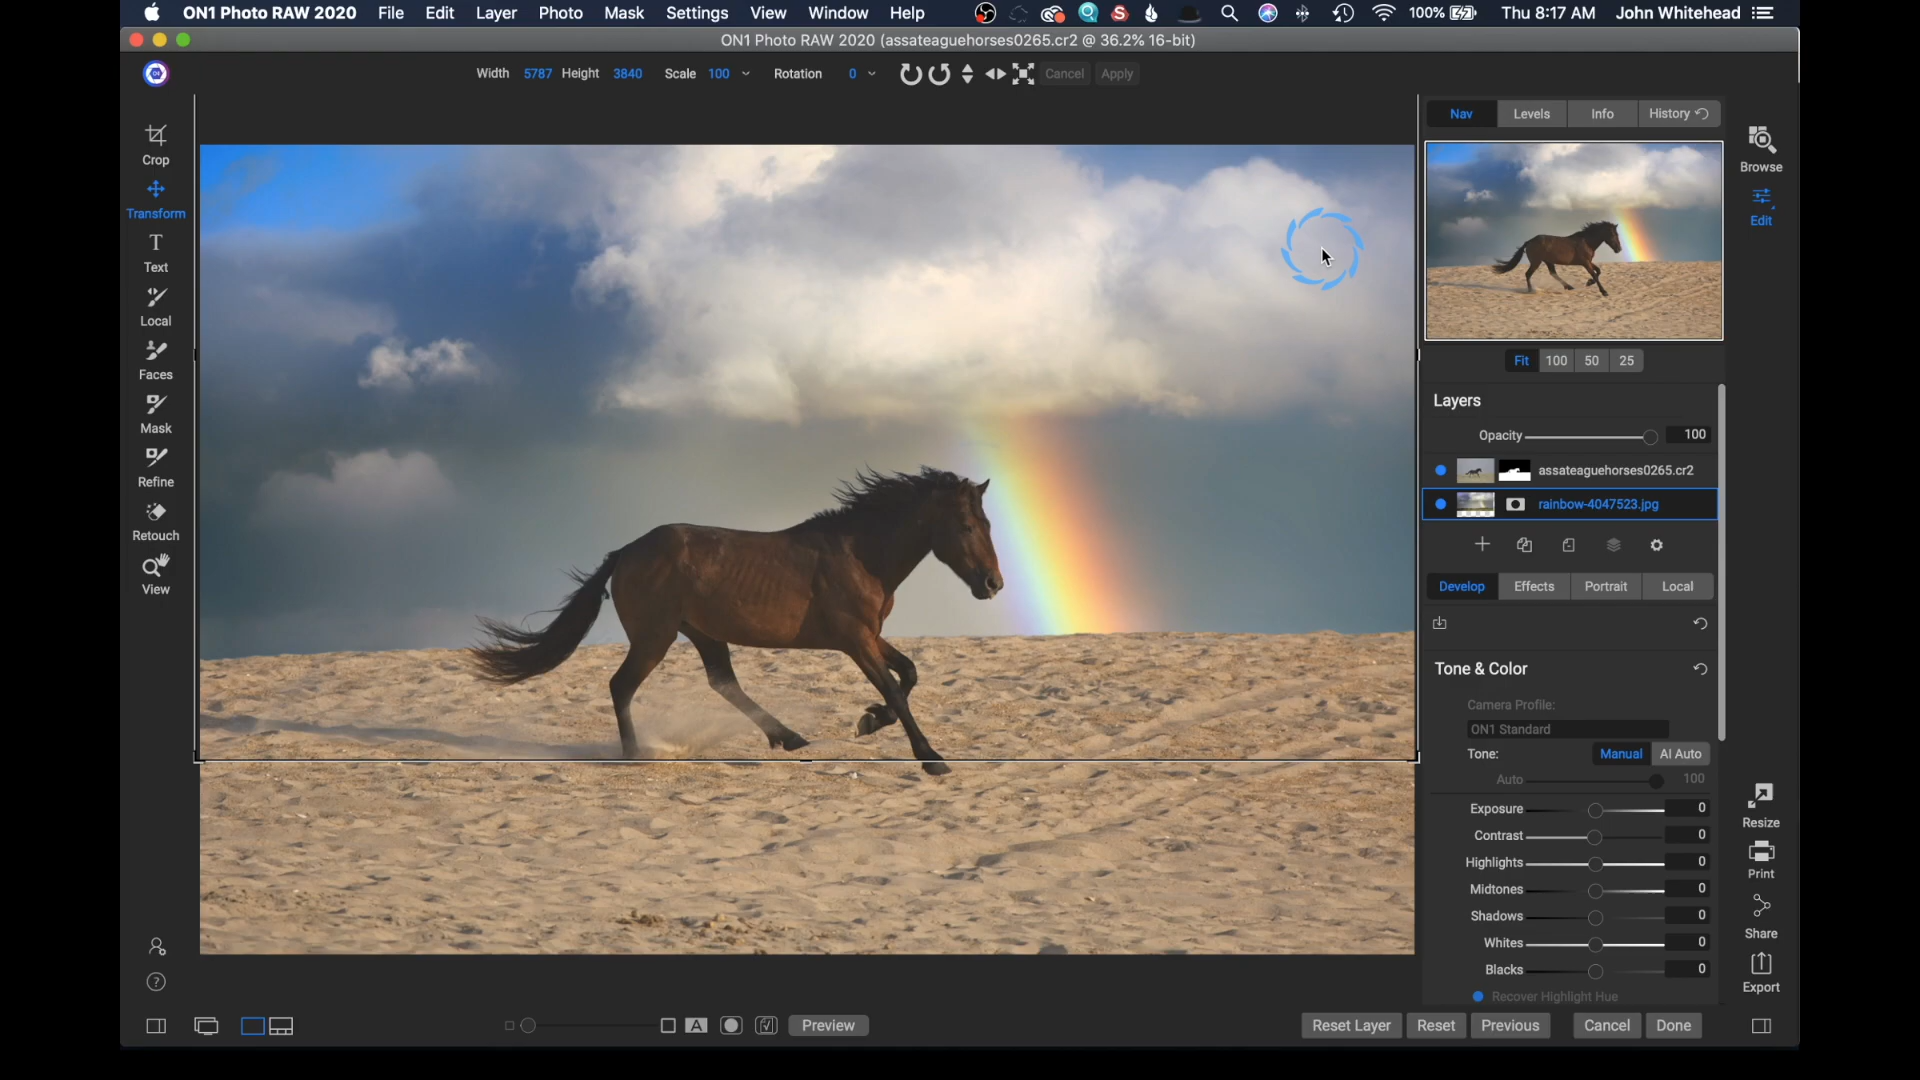 ON1 Photo RAW 2020 File Edit Layer Photo Mask Settings View Window Help 100% Thu 8:17 AM John Whitehead
ON1 Photo RAW 2020 (assateaguehorses0265.cr2 @ 36.2% 16-bit)
Width 5787 Height 3840 Scale 100 Rotation 0 Cancel Apply
Crop
Transform
Text
Local
Faces
Mask
Refine
Retouch
View
Nav Levels Info History
Browse
Edit
Fit 100 50 25
Layers
Opacity 100
assateaguehorses0265.cr2
rainbow-4047523.jpg
Develop Effects Portrait Local
Tone & Color
Camera Profile:
ON1 Standard
Tone: Manual AI Auto
Auto 100
Exposure 0
Contrast 0
Highlights 0
Midtones 0
Shadows 0
Whites 0
Blacks 0
Recover Highlight Hue
Resize
Print
Share
Export
A Preview Reset Layer Reset Previous Cancel Done